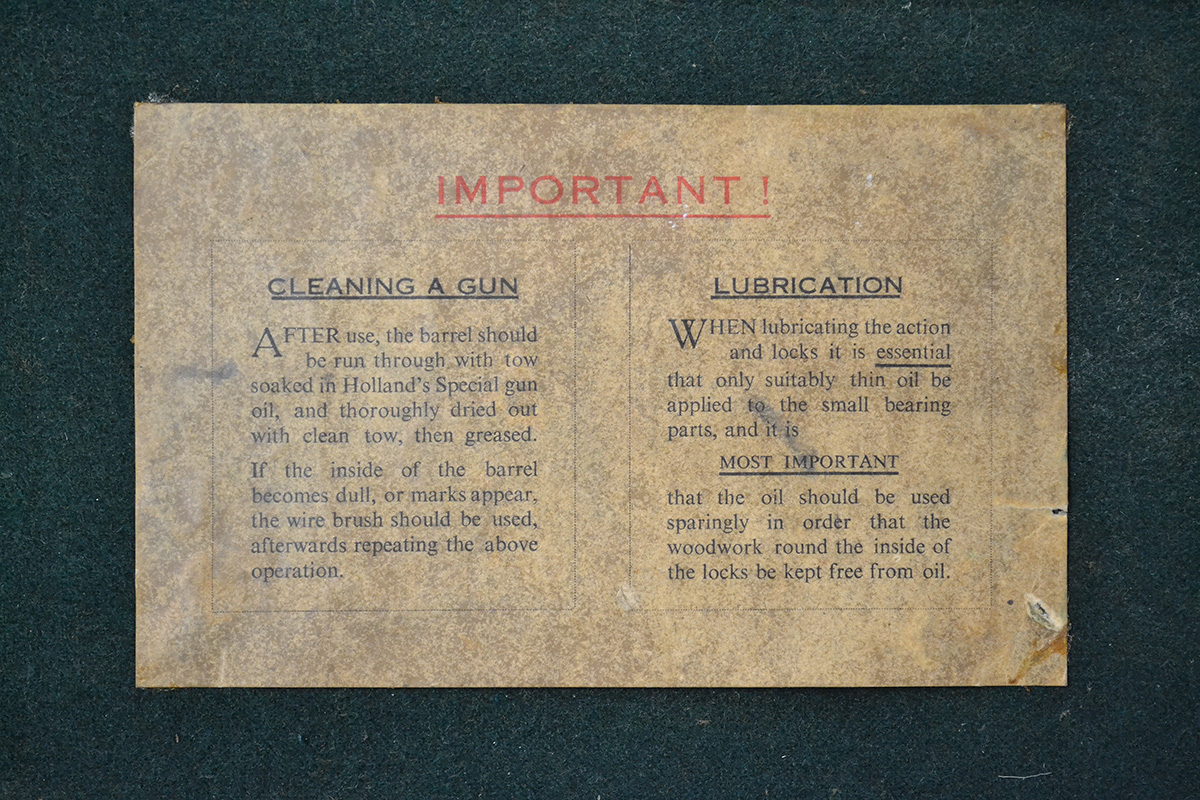 IMPORTANT !
CLEANING A GUN
AFTER use, the barrel should
be run through with tow
soaked in Holland's Special gun
oil, and thoroughly dried out
with clean tow, then greased.
If the inside of the barrel
becomes dull, or marks appear,
the wire brush should be used,
afterwards repeating the above
operation.
LUBRICATION
WHEN lubricating the action
and locks it is essential
that only suitably thin oil be
applied to the small bearing
parts, and it is
MOST IMPORTANT
that the oil should be used
sparingly in order that the
woodwork round the inside of
the locks be kept free from oil.